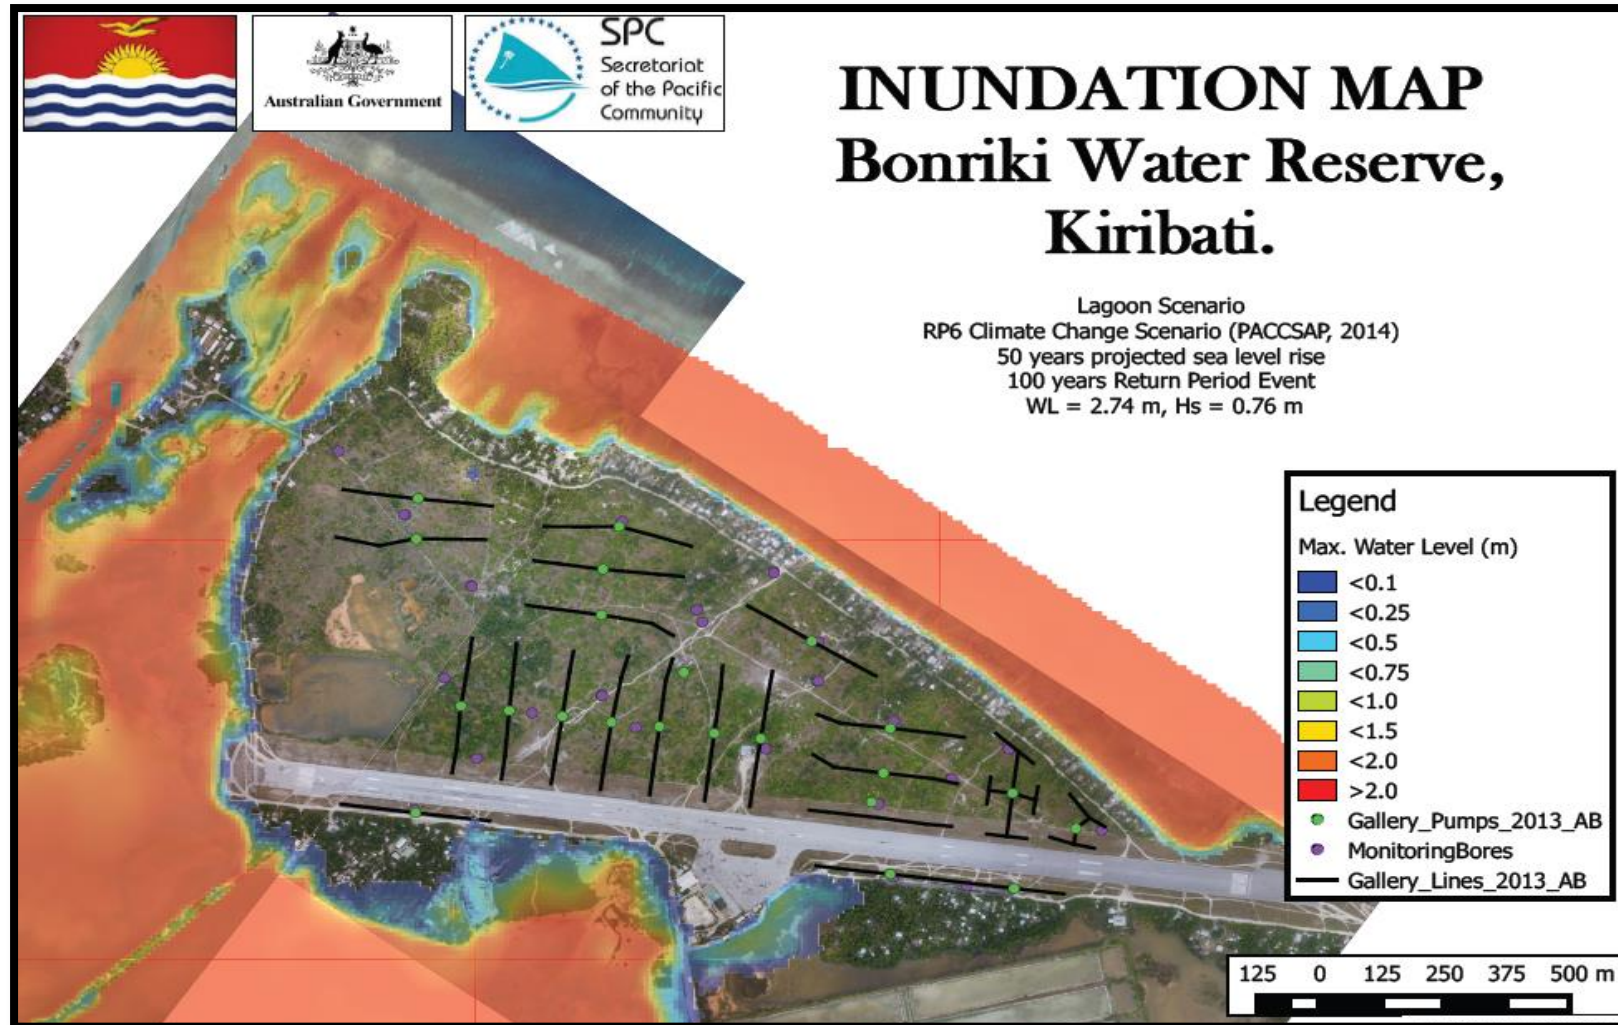 Australian Government
SPC
Secretariat
of the Pacific
Community
INUNDATION MAP
Bonriki Water Reserve,
Kiribati.
Lagoon Scenario
RP6 Climate Change Scenario (PACCSAP, 2014)
50 years projected sea level rise
100 years Return Period Event
WL = 2.74 m, Hs = 0.76 m
Legend
Max. Water Level (m)
<0.1
<0.25
<0.5
<0.75
<1.0
<1.5
<2.0
>2.0
Gallery_Pumps_2013_AB
MonitoringBores
Gallery_Lines_2013_AB
125 0 125 250 375 500 m